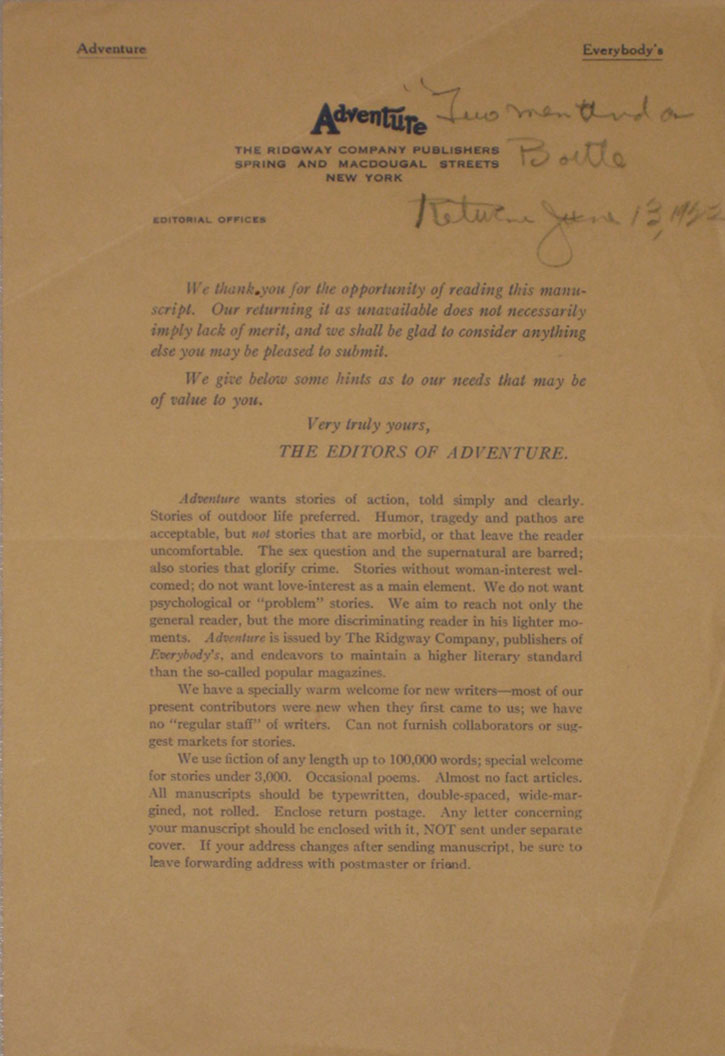 Adventure Everybody's
Adventure "Two men and a
THE RIDGWAY COMPANY PUBLISHERS
SPRING AND MACDOUGAL STREETS Bottle
NEW YORK
EDITORIAL OFFICES Return June 13, 1922
We thank you for the opportunity of reading this manu-
script. Our returning it as unavailable does not necessarily
imply lack of merit, and we shall be glad to consider anything
else you may be pleased to submit.
We give below some hints as to our needs that may be
of value to you.
Very truly yours,
THE EDITORS OF ADVENTURE.
Adventure wants stories of action, told simply and clearly.
Stories of outdoor life preferred. Humor, tragedy and pathos are
acceptable, but not stories that are morbid, or that leave the reader
uncomfortable. The sex question and the supernatural are barred;
also stories that glorify crime. Stories without woman-interest wel-
comed; do not want love-interest as a main element. We do not want
psychological or "problem" stories. We aim to reach not only the
general reader, but the more discriminating reader in his lighter mo-
ments. Adventure is issued by The Ridgway Company, publishers of
Everybody's, and endeavors to maintain a higher literary standard
than the so-called popular magazines.
We have a specially warm welcome for new writers—most of our
present contributors were new when they first came to us; we have
no "regular staff" of writers. Can not furnish collaborators or sug-
gest markets for stories.
We use fiction of any length up to 100,000 words; special welcome
for stories under 3,000. Occasional poems. Almost no fact articles.
All manuscripts should be typewritten, double-spaced, wide-mar-
gined, not rolled. Enclose return postage. Any letter concerning
your manuscript should be enclosed with it, NOT sent under separate
cover. If your address changes after sending manuscript, be sure to
leave forwarding address with postmaster or friend.